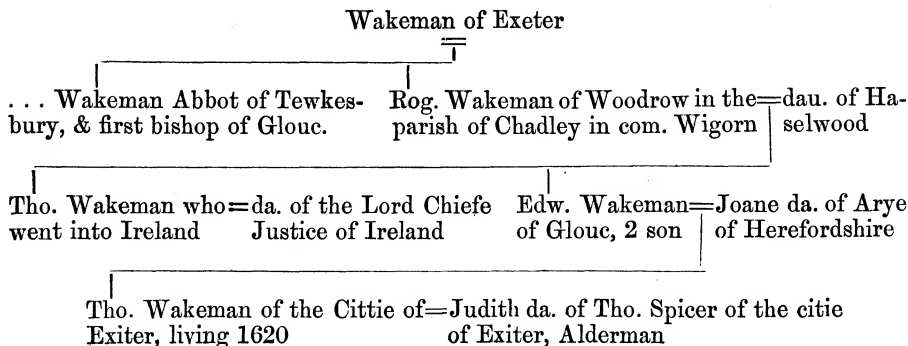 Wakeman of Exeter
. . . Wakeman Abbot of Tewkes-
bury, & first bishop of Glouc.
Rog. Wakeman of Woodrow in the=dau. of Ha-
parish of Chadley in com. Wigorn selwood
Tho. Wakeman who=da. of the Lord Chiefe
went into Ireland Justice of Ireland
Edw. Wakeman=Joane da. of Arye
of Glouc, 2 son of Herefordshire
Tho. Wakeman of the Cittie of=Judith da. of Tho. Spicer of the citie
Exiter, living 1620 of Exiter, Alderman